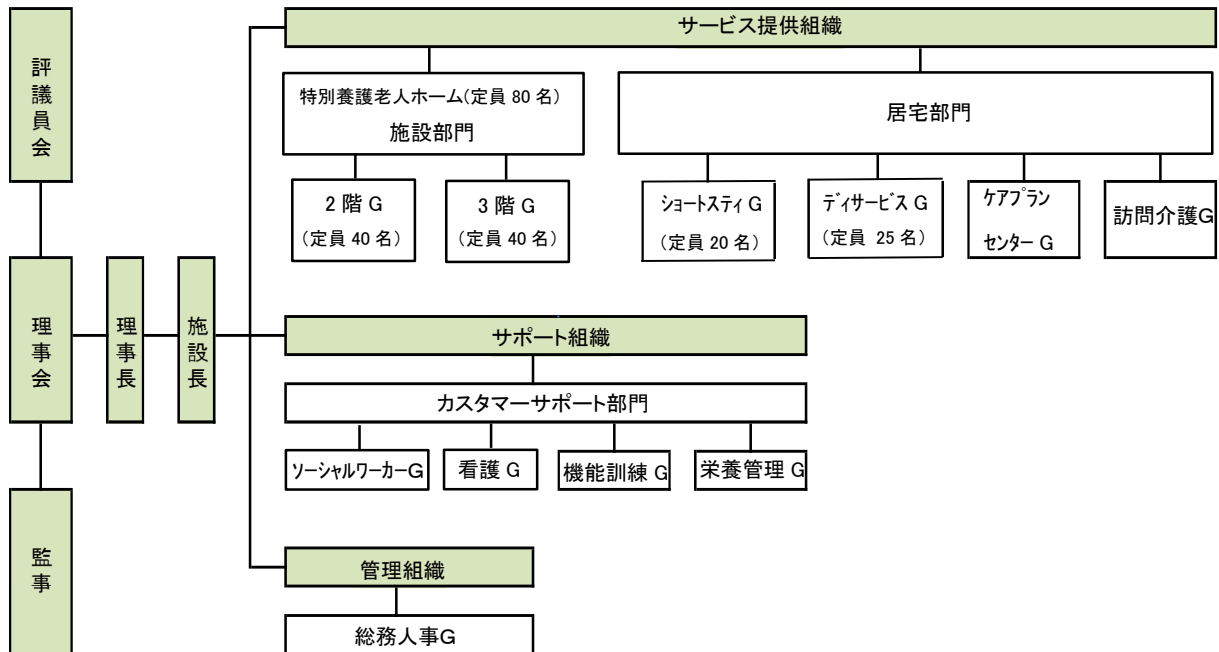 評議員会
理事会
監事
理事長
施設長
サービス提供組織
特別養護老人ホーム(定員 80 名)
施設部門
居宅部門
2 階 G
(定員 40 名)
3 階 G
(定員 40 名)
ショートスティ G
(定員 20 名)
ディサービス G
(定員 25 名)
ケアプラン
センター G
訪問介護G
サポート組織
カスタマーサポート部門
ソーシャルワーカーG
看護 G
機能訓練 G
栄養管理 G
管理組織
総務人事G